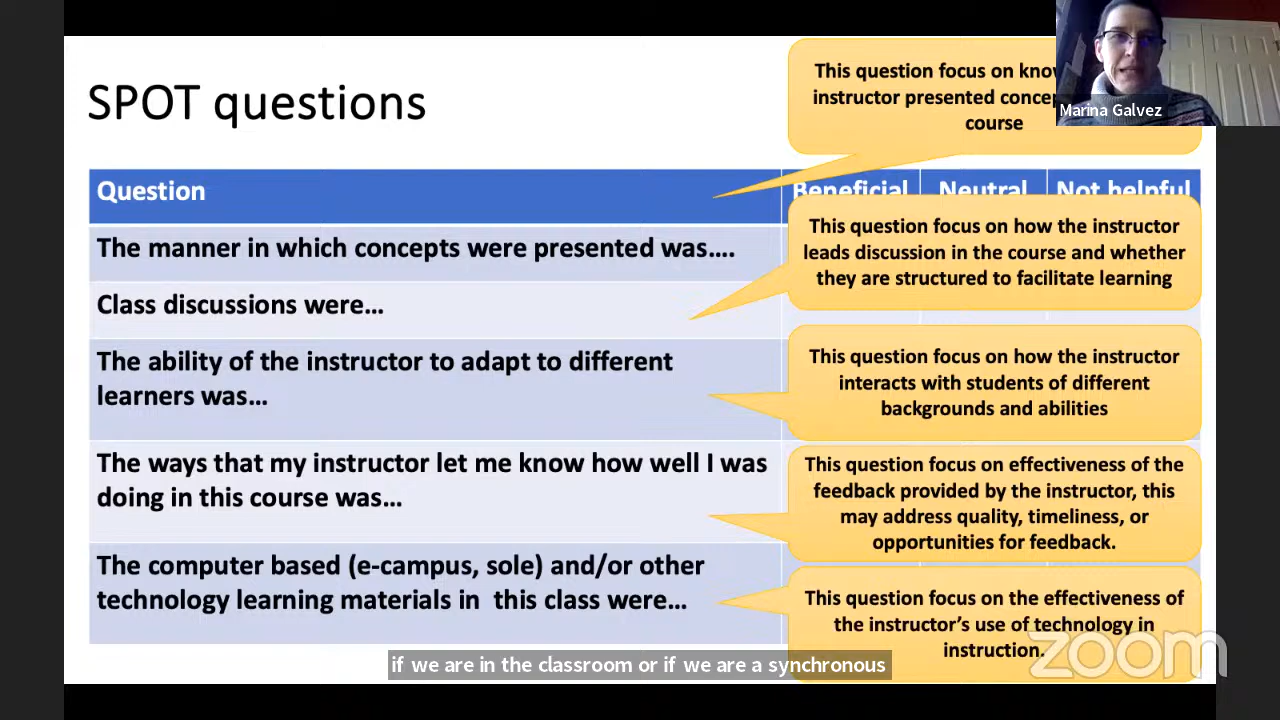 SPOT questions
This question focus on
instructor presented
course
Marina Galvez
Question
Beneficial
Neutral
Not helpful
The manner in which concepts were presented was....
This question focus on how the instructor
leads discussion in the course and whether
they are structured to facilitate learning
Class discussions were...
The ability of the instructor to adapt to different
learners was...
This question focus on how the instructor
interacts with students of different
backgrounds and abilities
The ways that my instructor let me know how well I was
doing in this course was...
This question focus on effectiveness of the
feedback provided by the instructor, this
may address quality, timeliness, or
opportunities for feedback.
The computer based (e-campus, sole) and/or other
technology learning materials in this class were...
This question focus on the effectiveness of
the instructor's use of technology in
instruction.
zoom
if we are in the classroom or if we are a synchronous